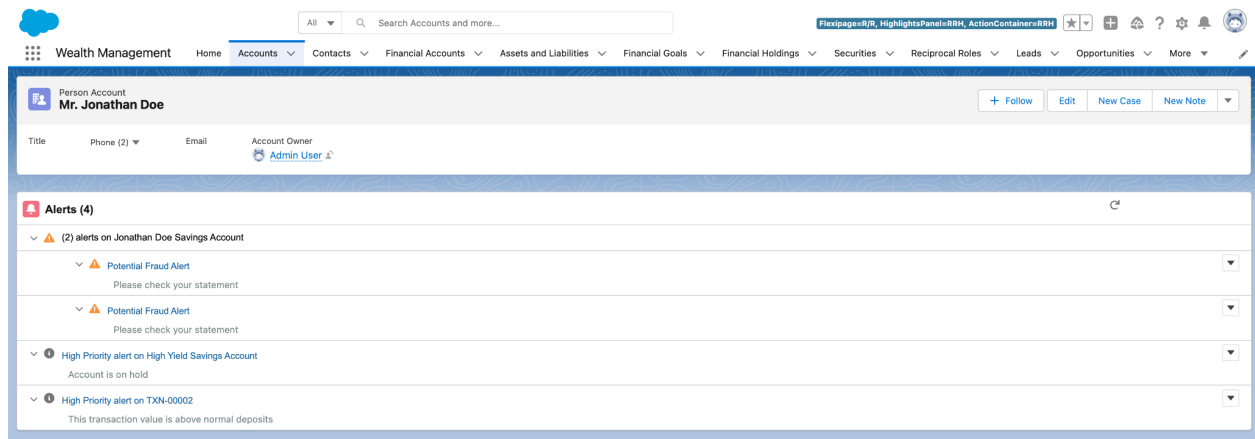 All Search Accounts and more... Flexipage=R/R, HighlightsPanel=RRH, ActionContainer=RRH
Wealth Management Home Accounts Contacts Financial Accounts Assets and Liabilities Financial Goals Financial Holdings Securities Reciprocal Roles Leads Opportunities More
Person Account
Mr. Jonathan Doe
+ Follow Edit New Case New Note
Title Phone (2) Email Account Owner
Admin User
Alerts (4)
(2) alerts on Jonathan Doe Savings Account
Potential Fraud Alert
Please check your statement
Potential Fraud Alert
Please check your statement
High Priority alert on High Yield Savings Account
Account is on hold
High Priority alert on TXN-00002
This transaction value is above normal deposits